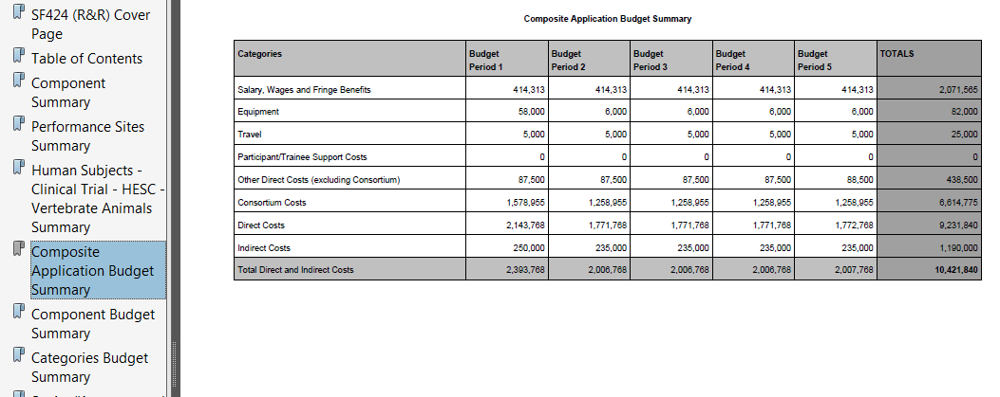 SF424 (R&R) Cover
Page
Table of Contents
Component
Summary
Performance Sites
Summary
Human Subjects -
Clinical Trial - HESC -
Vertebrate Animals
Summary
Composite
Application Budget
Summary
Component Budget
Summary
Categories Budget
Summary
Composite Application Budget Summary
Categories Budget Period 1 Budget Period 2 Budget Period 3 Budget Period 4 Budget Period 5 TOTALS
Salary, Wages and Fringe Benefits 414,313 414,313 414,313 414,313 414,313 2,071,565
Equipment 58,000 6,000 6,000 6,000 6,000 82,000
Travel 5,000 5,000 5,000 5,000 5,000 25,000
Participant/Trainee Support Costs 0 0 0 0 0 0
Other Direct Costs (excluding Consortium) 87,500 87,500 87,500 87,500 88,500 438,500
Consortium Costs 1,578,955 1,258,955 1,258,955 1,258,955 1,258,955 6,614,775
Direct Costs 2,143,768 1,771,768 1,771,768 1,771,768 1,772,768 9,231,840
Indirect Costs 250,000 235,000 235,000 235,000 235,000 1,190,000
Total Direct and Indirect Costs 2,393,768 2,006,768 2,006,768 2,006,768 2,007,768 10,421,840